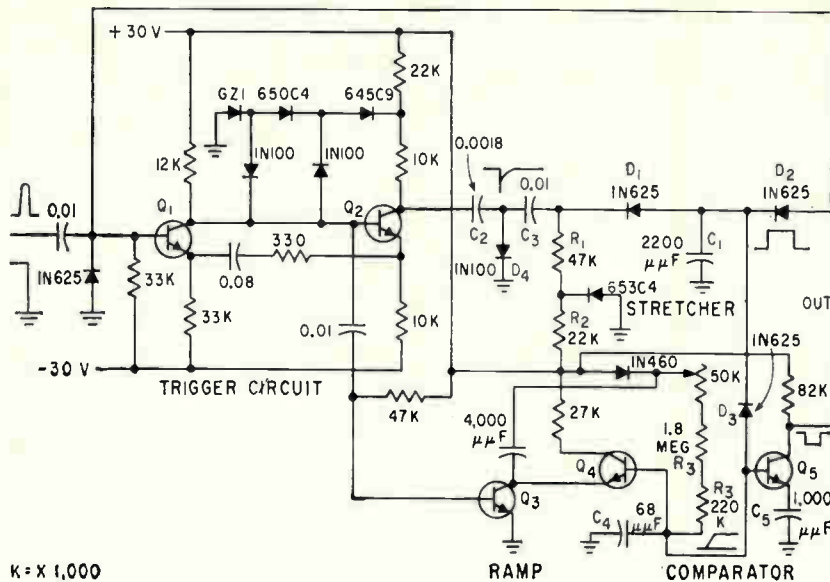 +30V
22K
GZ1 650C4 645C9
0.0018
12K
1N100
1N100
10K
0.01
D1
1N625
D2
1N625
0.01
Q1
Q2
C2
C3
R1
47K
2200
μμF
C1
1N100
D4
1N625
33K
0.08
330
653C4
STRETCHER
OUT
33K
0.01
10K
R2
22K
1N625
-30V
1N460
TRIGGER CIRCUIT
50K
82K
47K
4,000
μμF
27K
D3
1.8
MEG
R3
Q4
Q5
Q3
R3
220
K
C4
68
μμF
C5
1,000
μμF
K = X 1,000
RAMP
COMPARATOR